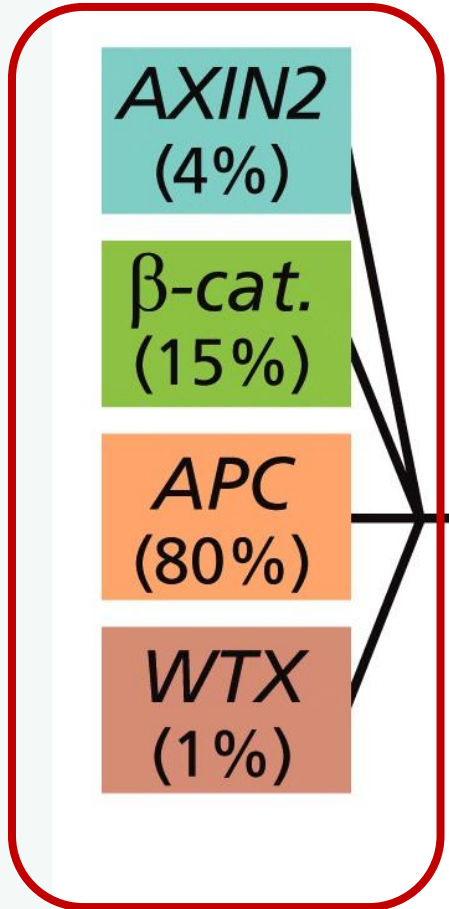 AXIN2
(4%)
β-cat.
(15%)
APC
(80%)
WTX
(1%)